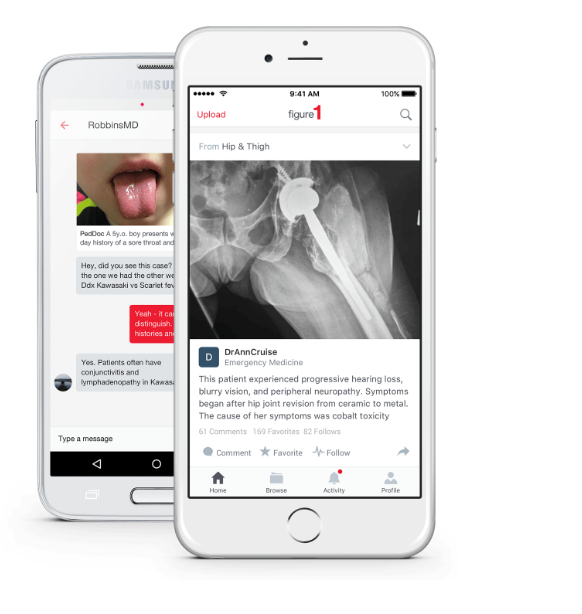 SAMSU
RobbinsMD
PedDoc A 5y.o. boy presents w
day history of a sore throat and
Hey, did you see this case?
the one we had the other we
Ddx Kawasaki vs Scarlet fev
Yeah - it ca
distinguish.
histories an
Yes. Patients often have
conjunctivitis and
lymphadenopathy in Kawasa
Type a message
9:41 AM
100%
Upload
figure1
From Hip & Thigh
D
DrAnnCruise
Emergency Medicine
This patient experienced progressive hearing loss,
blurry vision, and peripheral neuropathy. Symptoms
began after hip joint revision from ceramic to metal.
The cause of her symptoms was cobalt toxicity
61 Comments 169 Favorites 82 Follows
Comment Favorite Follow
Home Browse Activity Profile